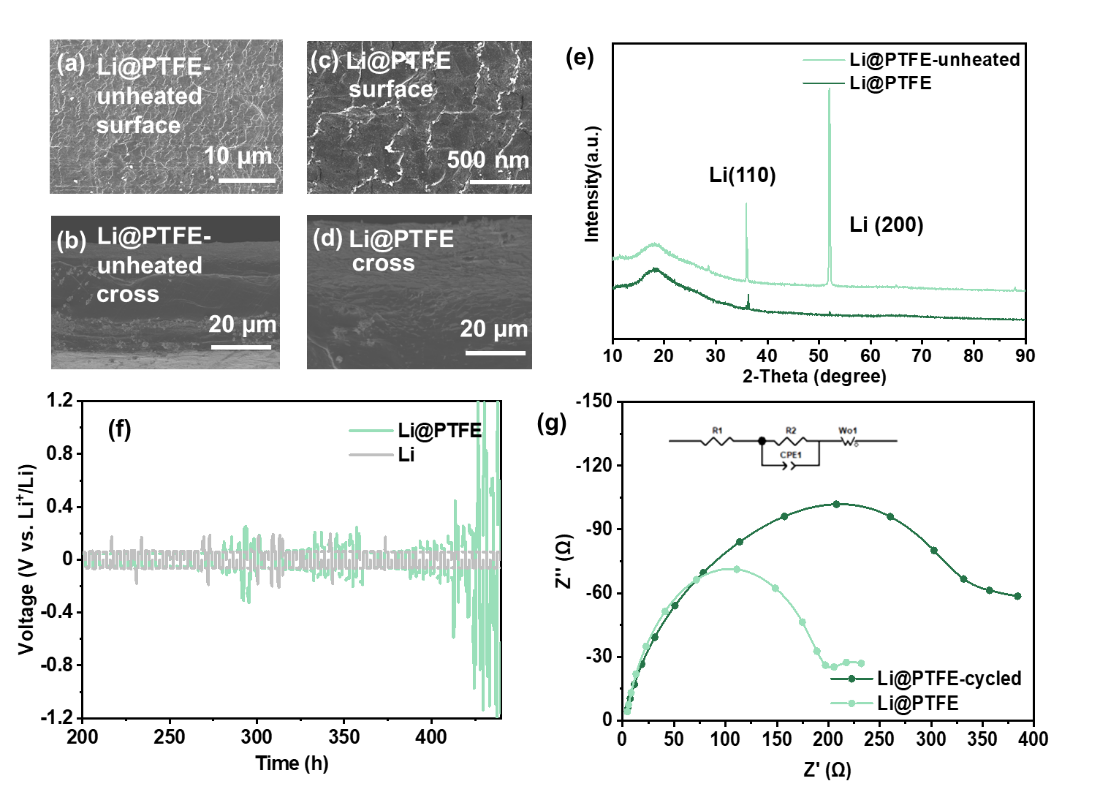 (a) Li@PTFE-
unheated
surface
10 μm
(c) Li@PTFE
surface
500 nm
(b) Li@PTFE-
unheated
cross
20 μm
(d) Li@PTFE
cross
20 μm
(e)
Li@PTFE-unheated
Li@PTFE
Li(110)
Li (200)
Intensity(a.u.)
10 20 30 40 50 60 70 80 90
2-Theta (degree)
(f)
Li@PTFE
Li
1.2
0.8
0.4
0
-0.4
-0.8
-1.2
Voltage (V vs. Li⁺/Li)
200 250 300 350 400
Time (h)
(g)
R1 R2 Wo1
CPE1
-150
-120
-90
-60
-30
0
Z'' (Ω)
Li@PTFE-cycled
Li@PTFE
0 50 100 150 200 250 300 350 400
Z' (Ω)